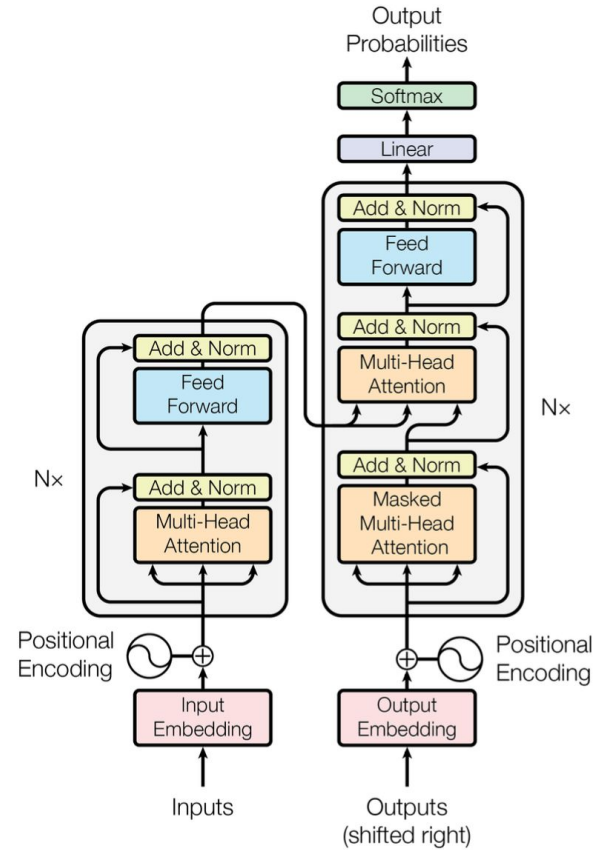 Output
Probabilities
Softmax
Linear
Add & Norm
Feed
Forward
Add & Norm
Multi-Head
Attention
Add & Norm
Masked
Multi-Head
Attention
N×
Add & Norm
Feed
Forward
Add & Norm
Multi-Head
Attention
N×
Positional
Encoding
Positional
Encoding
Input
Embedding
Output
Embedding
Inputs
Outputs
(shifted right)